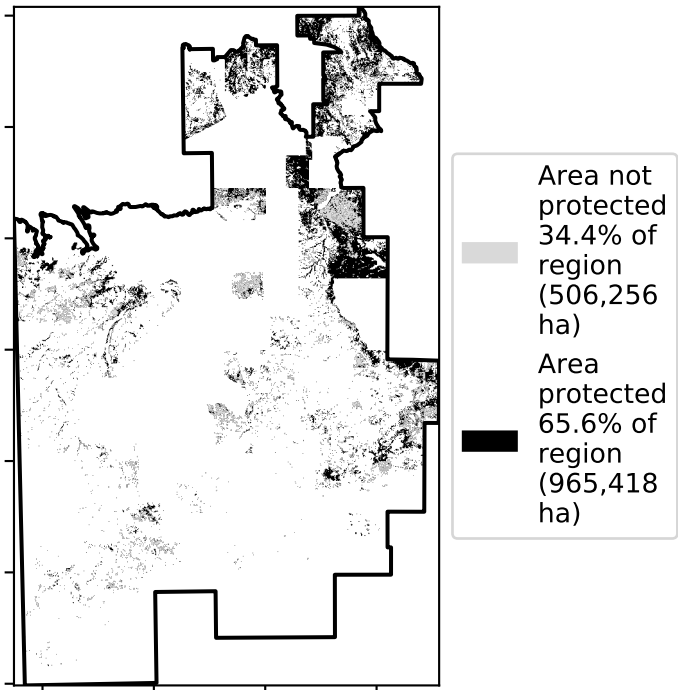 Area not
protected
34.4% of
region
(506,256
ha)
Area
protected
65.6% of
region
(965,418
ha)